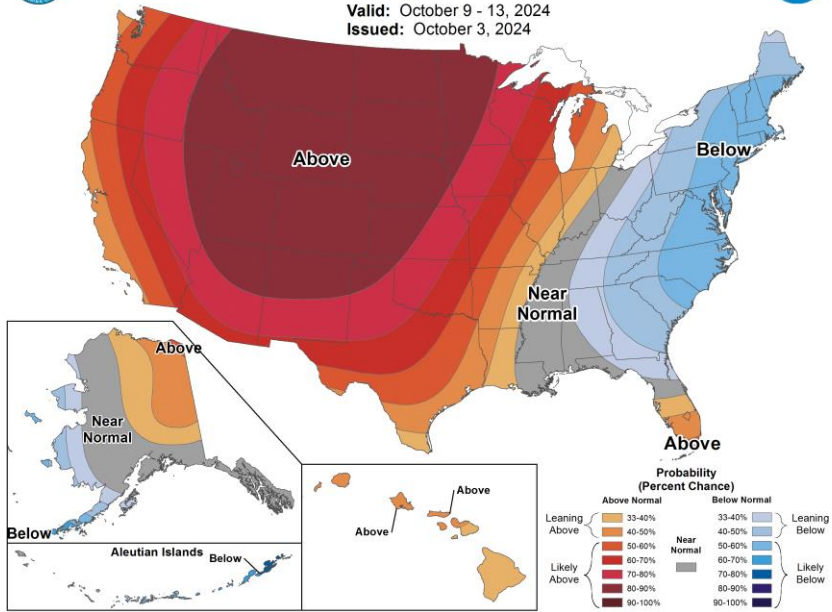 Valid: October 9 - 13, 2024
Issued: October 3, 2024
Above
Below
Near
Normal
Above
Above
Near
Normal
Below
Aleutian Islands
Below
Above
Above
Probability
(Percent Chance)
Above Normal
Below Normal
Leaning
Above
33-40%
40-50%
50-60%
60-70%
70-80%
80-90%
90-100%
Likely
Above
Near
Normal
33-40%
40-50%
50-60%
60-70%
70-80%
80-90%
90-100%
Leaning
Below
Likely
Below